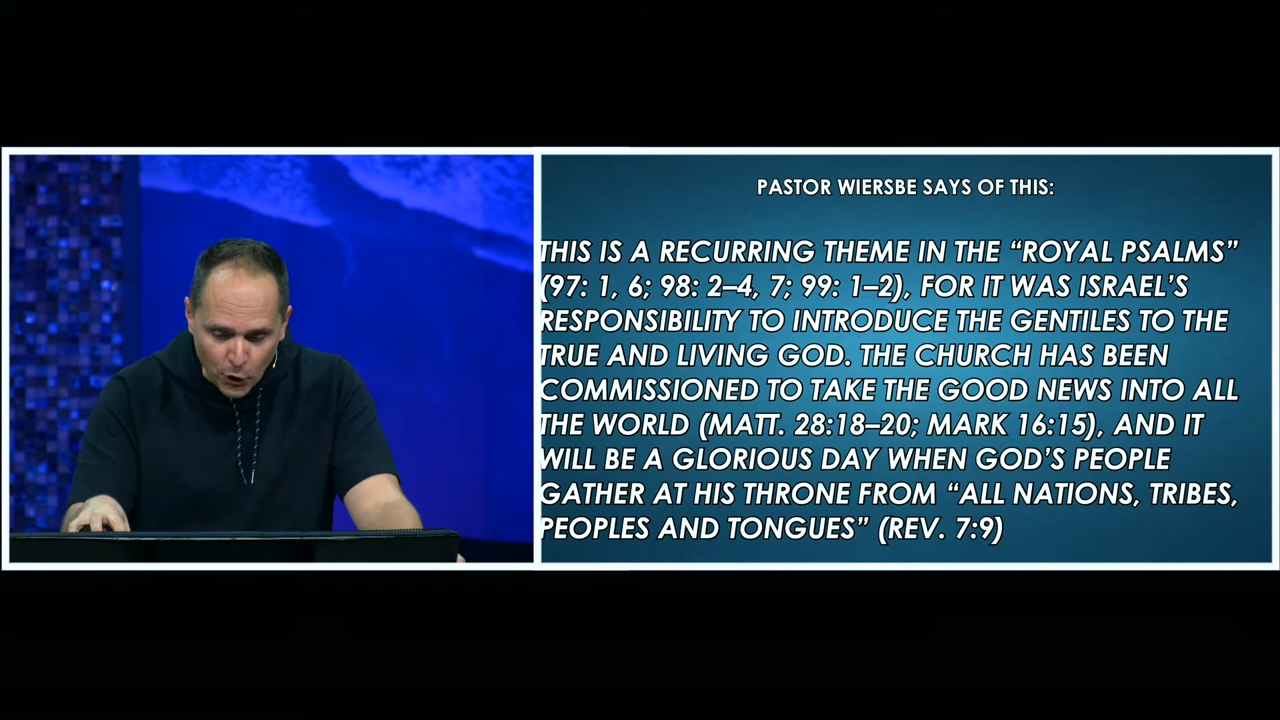 PASTOR WIERSBE SAYS OF THIS:
THIS IS A RECURRING THEME IN THE “ROYAL PSALMS”
(97: 1, 6; 98: 2–4, 7; 99: 1–2), FOR IT WAS ISRAEL’S
RESPONSIBILITY TO INTRODUCE THE GENTILES TO THE
TRUE AND LIVING GOD. THE CHURCH HAS BEEN
COMMISSIONED TO TAKE THE GOOD NEWS INTO ALL
THE WORLD (MATT. 28:18–20; MARK 16:15), AND IT
WILL BE A GLORIOUS DAY WHEN GOD’S PEOPLE
GATHER AT HIS THRONE FROM “ALL NATIONS, TRIBES,
PEOPLES AND TONGUES” (REV. 7:9)